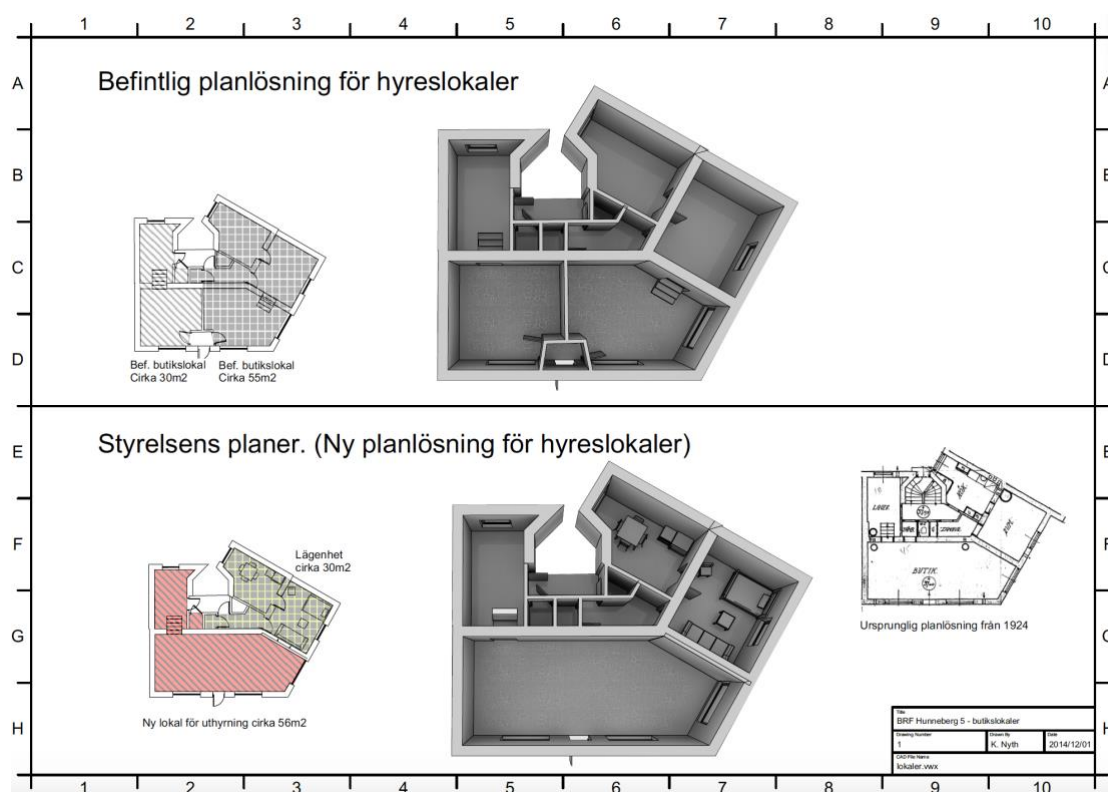 1 2 3 4 5 6 7 8 9 10
A
A
Befintlig planlösning för hyreslokaler
B
B
C
C
D
D
Bef. butikslokal
Cirka 30m2
Bef. butikslokal
Cirka 55m2
E
E
Styrelsens planer. (Ny planlösning för hyreslokaler)
KÖK
LAGER
F
F
Lägenhet
cirka 30m2
BUTIK
G
G
Ursprunglig planlösning från 1924
H
H
Ny lokal för uthyrning cirka 56m2
Title
BRF Hunneberg 5 - butikslokaler
Drawing Number
1
Drawn By
K. Nyth
Date
2014/12/01
CAD File Name
lokaler.vwx
1 2 3 4 5 6 7 8 9 10